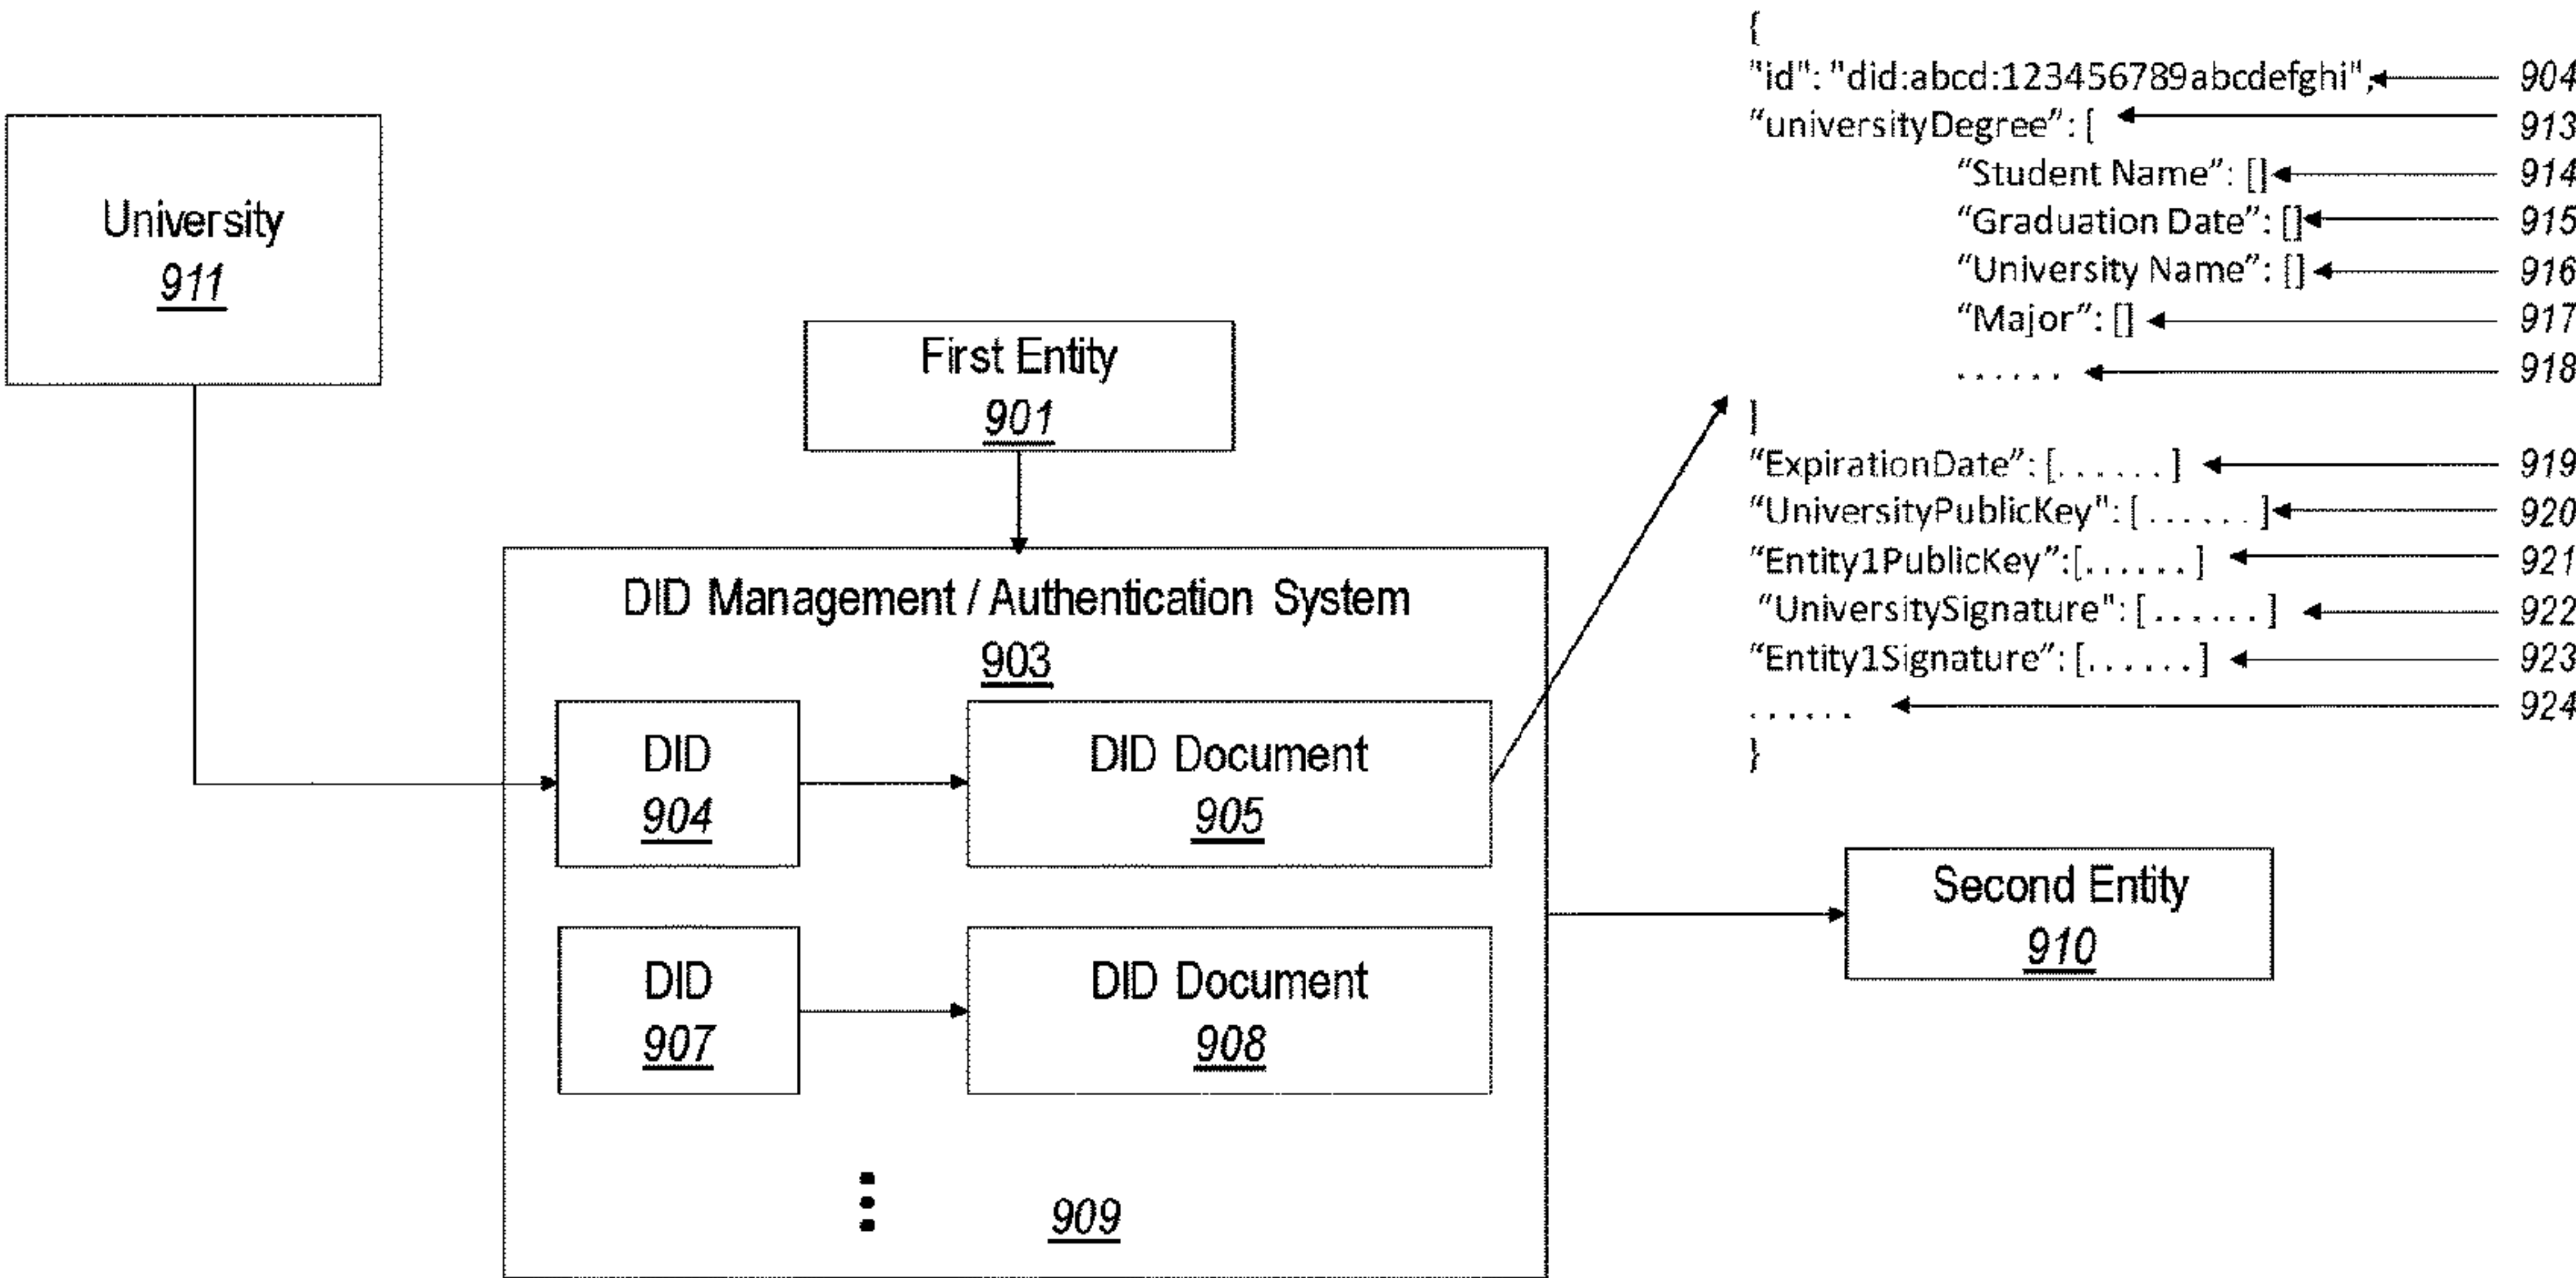 University
911
First Entity
901
DID Management / Authentication System
903
DID
904
DID Document
905
DID
907
DID Document
908
909
{
"id": "did:abcd:123456789abcdefghi", 904
"universityDegree": [ 913
"Student Name": [] 914
"Graduation Date": [] 915
"University Name": [] 916
"Major": [] 917
. . . . . . 918
]
"ExpirationDate": [. . . . . . ] 919
"UniversityPublicKey": [ . . . . . . ] 920
"Entity1PublicKey":[. . . . . . ] 921
"UniversitySignature": [. . . . . . ] 922
"Entity1Signature": [. . . . . . ] 923
. . . . . . 924
}
Second Entity
910